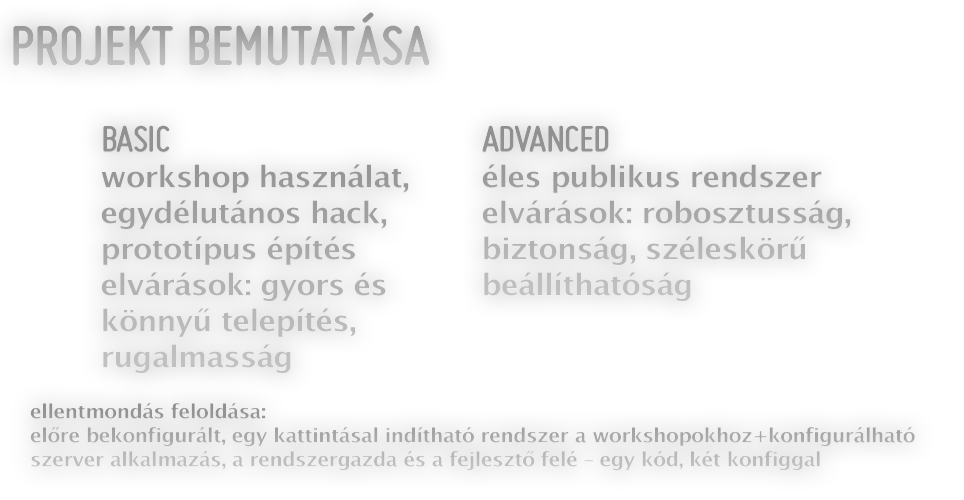 PROJEKT BEMUTATÁSA
BASIC
workshop használat,
egydélutános hack,
prototípus építés
elvárások: gyors és
könnyű telepítés,
rugalmasság
ADVANCED
éles publikus rendszer
elvárások: robosztusság,
biztonság, széleskörű
beállíthatóság
ellentmondás feloldása:
előre bekonfigurált, egy kattintásal indítható rendszer a workshopokhoz+konfigurálható
szerver alkalmazás, a rendszergazda és a fejlesztő felé – egy kód, két konfiggal